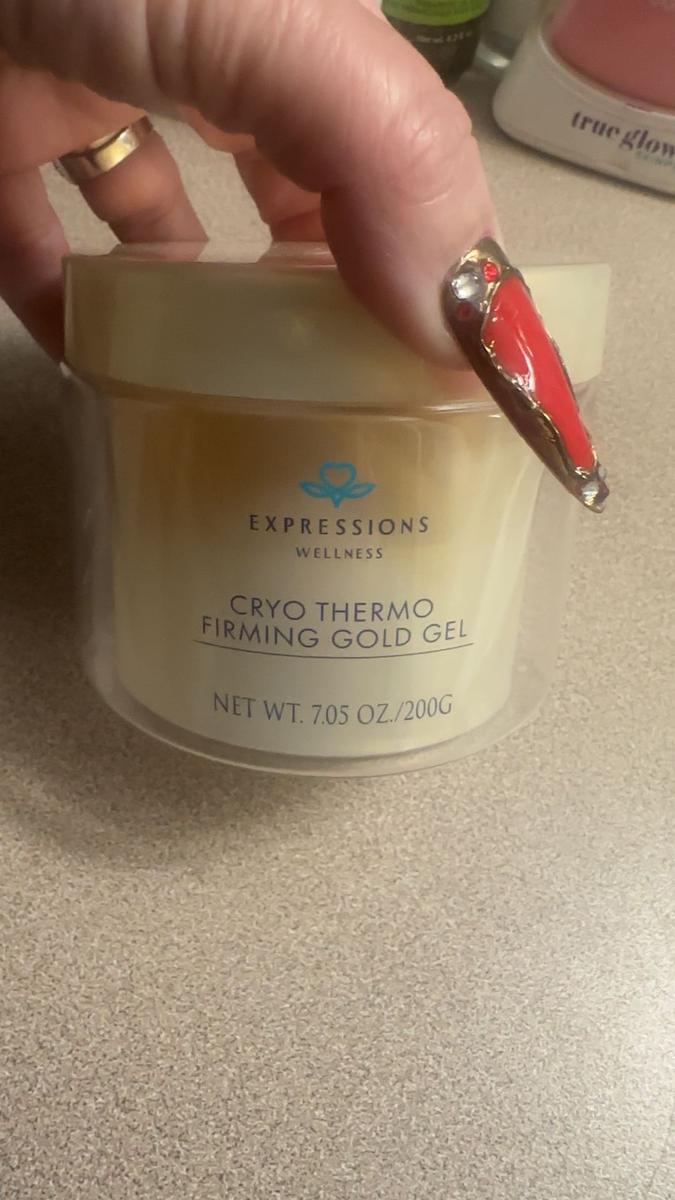 true glow
EXPRESSIONS
WELLNESS
CRYO THERMO
FIRMING GOLD GEL
NET WT. 7.05 OZ./200G